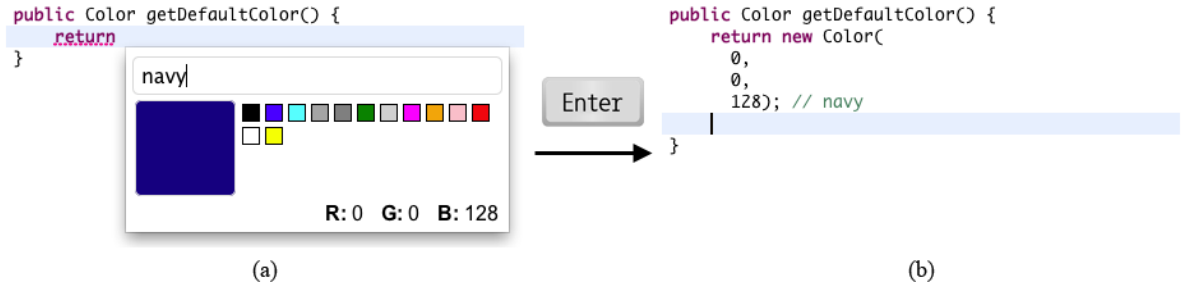 public Color getDefaultColor() {
return
}
navy
R: 0 G: 0 B: 128
(a)
Enter
public Color getDefaultColor() {
return new Color(
0,
0,
128); // navy
}
(b)